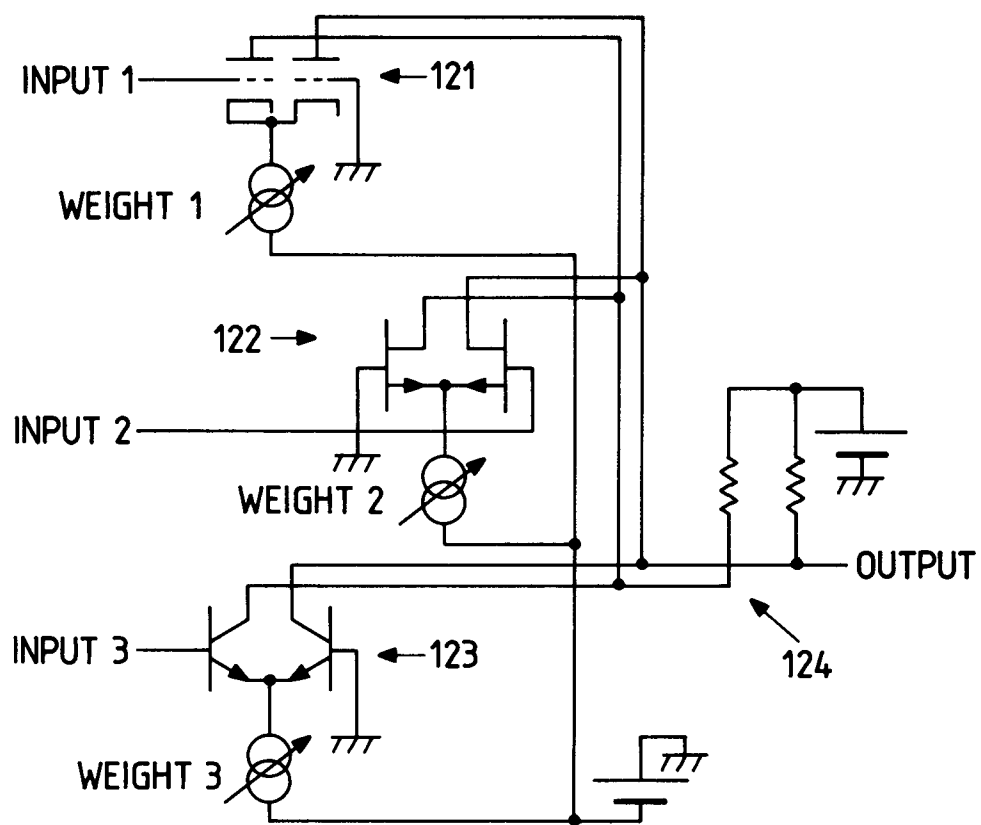 INPUT 1
121
WEIGHT 1
122
INPUT 2
WEIGHT 2
OUTPUT
INPUT 3
123
124
WEIGHT 3